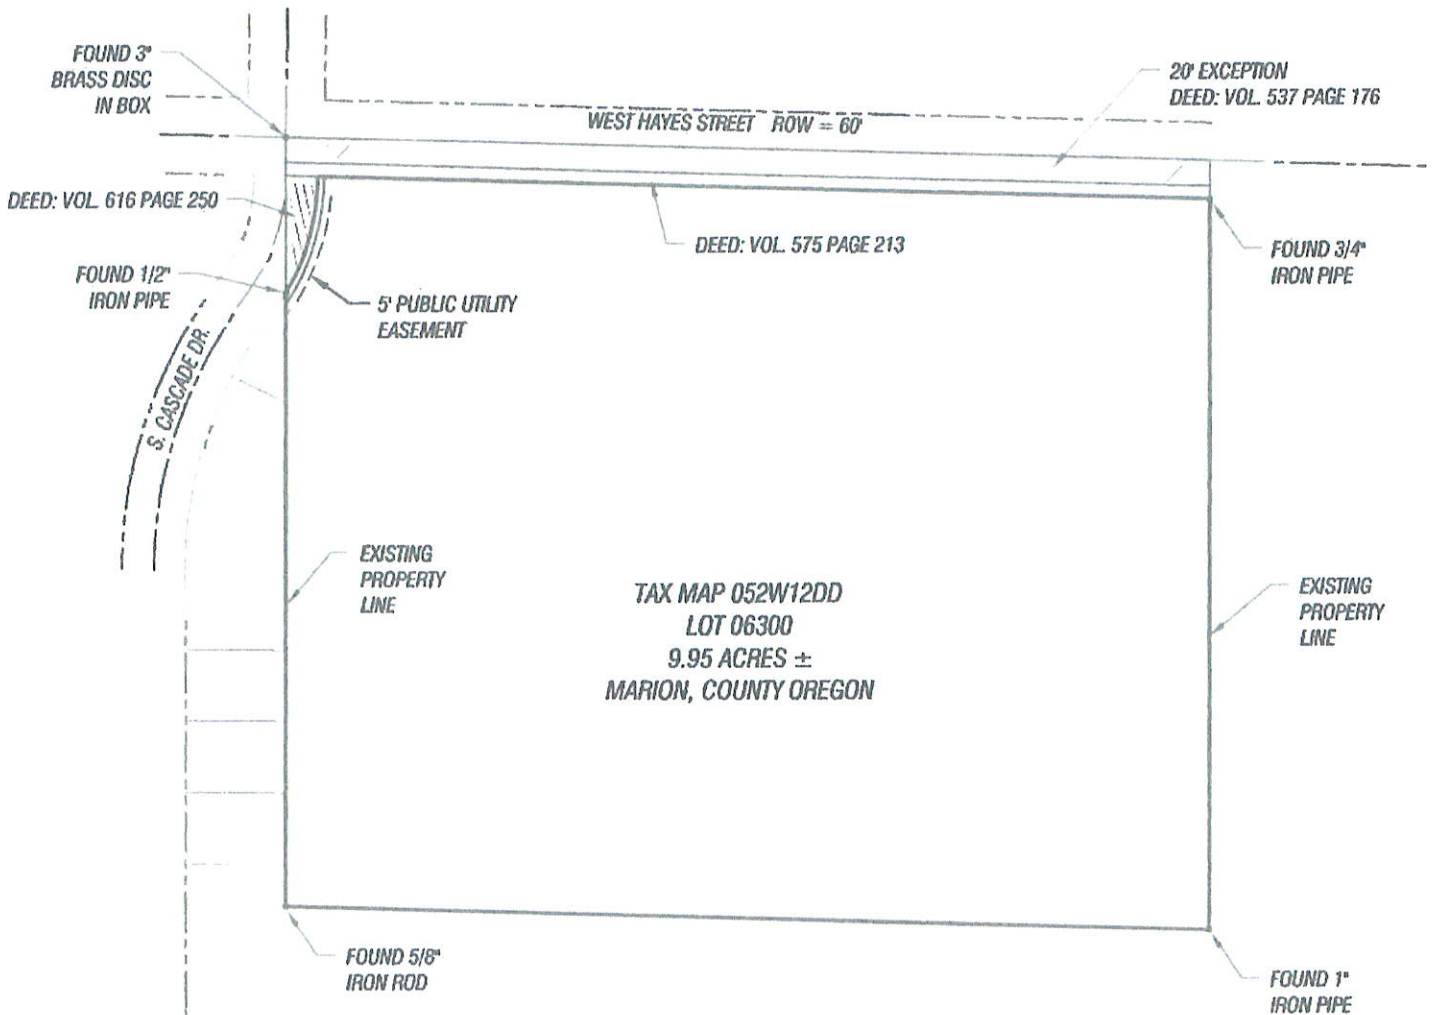 FOUND 3"
BRASS DISC
IN BOX
20' EXCEPTION
DEED: VOL. 537 PAGE 176
WEST HAYES STREET ROW = 60'
DEED: VOL. 616 PAGE 250
DEED: VOL. 575 PAGE 213
FOUND 3/4"
IRON PIPE
FOUND 1/2"
IRON PIPE
5' PUBLIC UTILITY
EASEMENT
S. CASCADE DR.
EXISTING
PROPERTY
LINE
TAX MAP 052W12DD
LOT 06300
9.95 ACRES ±
MARION, COUNTY OREGON
EXISTING
PROPERTY
LINE
FOUND 5/8"
IRON ROD
FOUND 1"
IRON PIPE